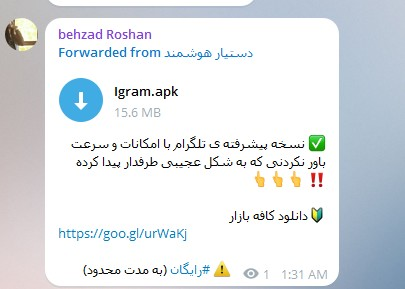 behzad Roshan
Forwarded from دستیار هوشمند
Igram.apk
15.6 MB
✅ نسخه پیشرفته ی تلگرام با امکانات و سرعت
باور نکردنی که به شکل عجیبی طرفدار پیدا کرده
‼️ 👆👆👆
🔰دانلود کافه بازار
https://goo.gl/urWaKj
⚠️ #رایگان (به مدت محدود)
1 1:31 AM